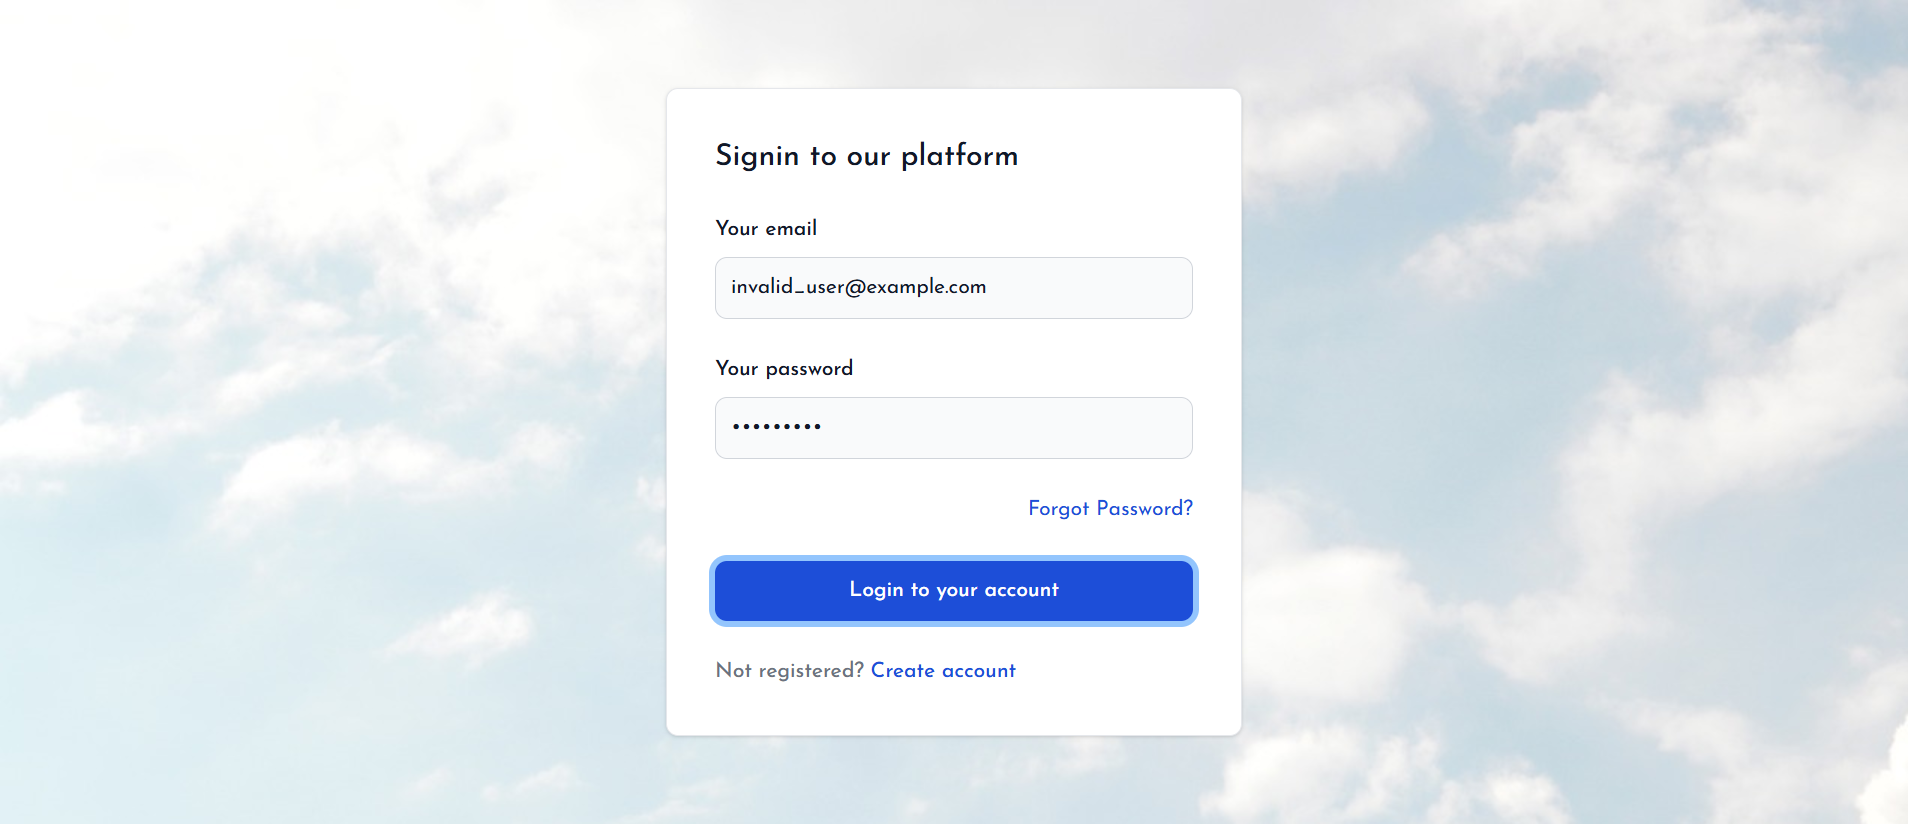 Signin to our platform
Your email
invalid_user@example.com
Your password
•••••••••
Forgot Password?
Login to your account
Not registered? Create account